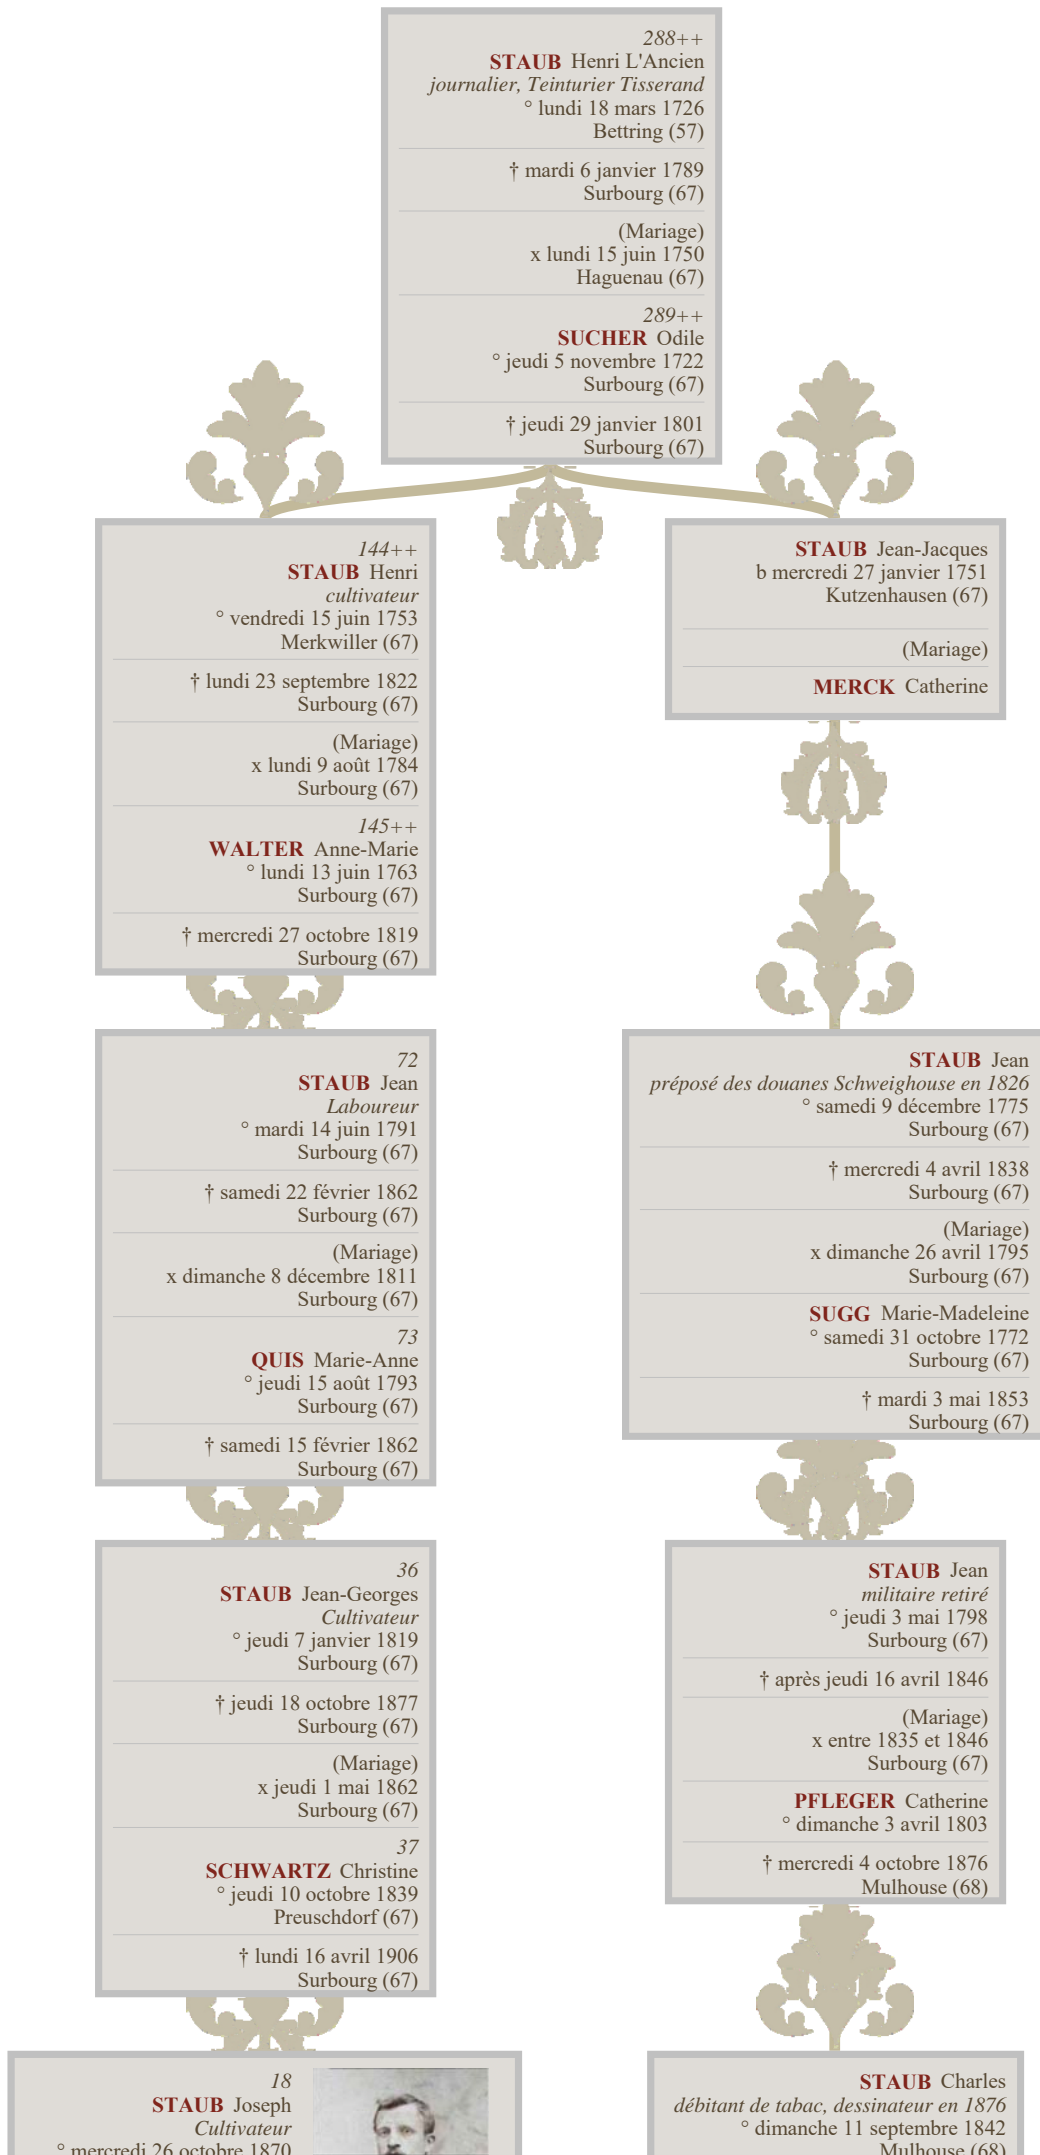 288++
STAUB Henri L'Ancien
journalier, Teinturier Tisserand
° lundi 18 mars 1726
Bettring (57)
† mardi 6 janvier 1789
Surbourg (67)
(Mariage)
x lundi 15 juin 1750
Haguenau (67)
289++
SUCHER Odile
° jeudi 5 novembre 1722
Surbourg (67)
† jeudi 29 janvier 1801
Surbourg (67)
144++
STAUB Henri
cultivateur
° vendredi 15 juin 1753
Merkwiller (67)
† lundi 23 septembre 1822
Surbourg (67)
(Mariage)
x lundi 9 août 1784
Surbourg (67)
145++
WALTER Anne-Marie
° lundi 13 juin 1763
Surbourg (67)
† mercredi 27 octobre 1819
Surbourg (67)
STAUB Jean-Jacques
b mercredi 27 janvier 1751
Kutzenhausen (67)
(Mariage)
MERCK Catherine
72
STAUB Jean
Laboureur
° mardi 14 juin 1791
Surbourg (67)
† samedi 22 février 1862
Surbourg (67)
(Mariage)
x dimanche 8 décembre 1811
Surbourg (67)
73
QUIS Marie-Anne
° jeudi 15 août 1793
Surbourg (67)
† samedi 15 février 1862
Surbourg (67)
STAUB Jean
préposé des douanes Schweighouse en 1826
° samedi 9 décembre 1775
Surbourg (67)
† mercredi 4 avril 1838
Surbourg (67)
(Mariage)
x dimanche 26 avril 1795
Surbourg (67)
SUGG Marie-Madeleine
° samedi 31 octobre 1772
Surbourg (67)
† mardi 3 mai 1853
Surbourg (67)
36
STAUB Jean-Georges
Cultivateur
° jeudi 7 janvier 1819
Surbourg (67)
† jeudi 18 octobre 1877
Surbourg (67)
(Mariage)
x jeudi 1 mai 1862
Surbourg (67)
37
SCHWARTZ Christine
° jeudi 10 octobre 1839
Preuschdorf (67)
† lundi 16 avril 1906
Surbourg (67)
STAUB Jean
militaire retiré
° jeudi 3 mai 1798
Surbourg (67)
† après jeudi 16 avril 1846
(Mariage)
x entre 1835 et 1846
Surbourg (67)
PFLEGER Catherine
° dimanche 3 avril 1803
† mercredi 4 octobre 1876
Mulhouse (68)
18
STAUB Joseph
Cultivateur
° mercredi 26 octobre 1870
STAUB Charles
débitant de tabac, dessinateur en 1876
° dimanche 11 septembre 1842
Mulhouse (68)